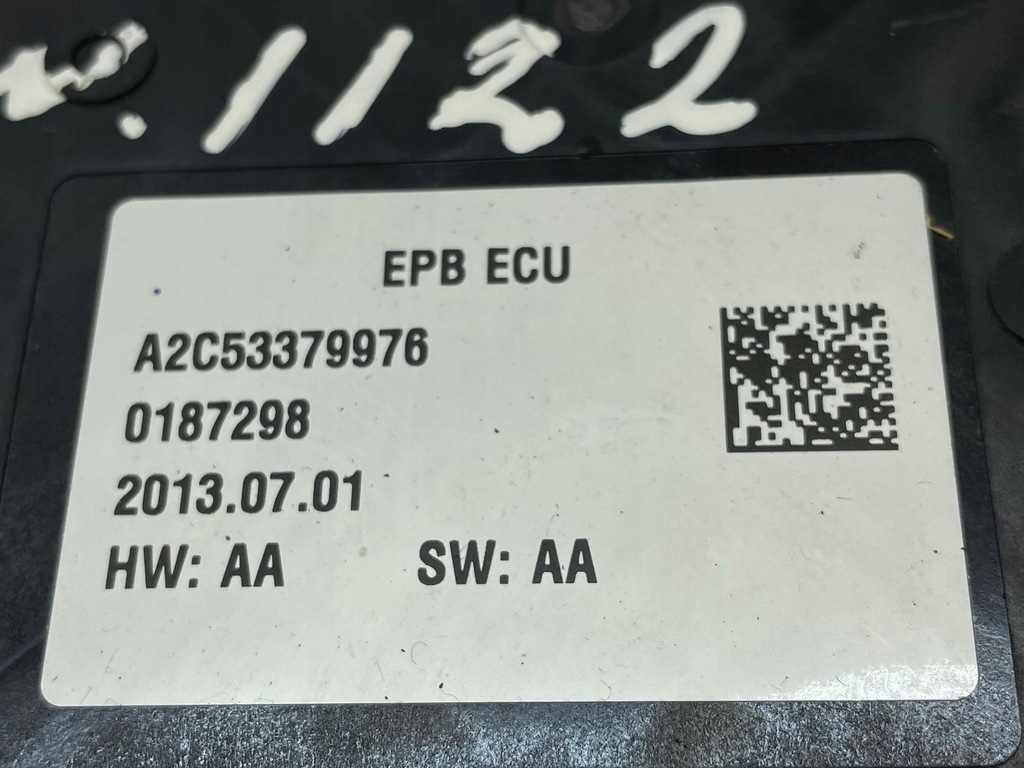 1122
EPB ECU
A2C53379976
0187298
2013.07.01
HW: AA SW: AA